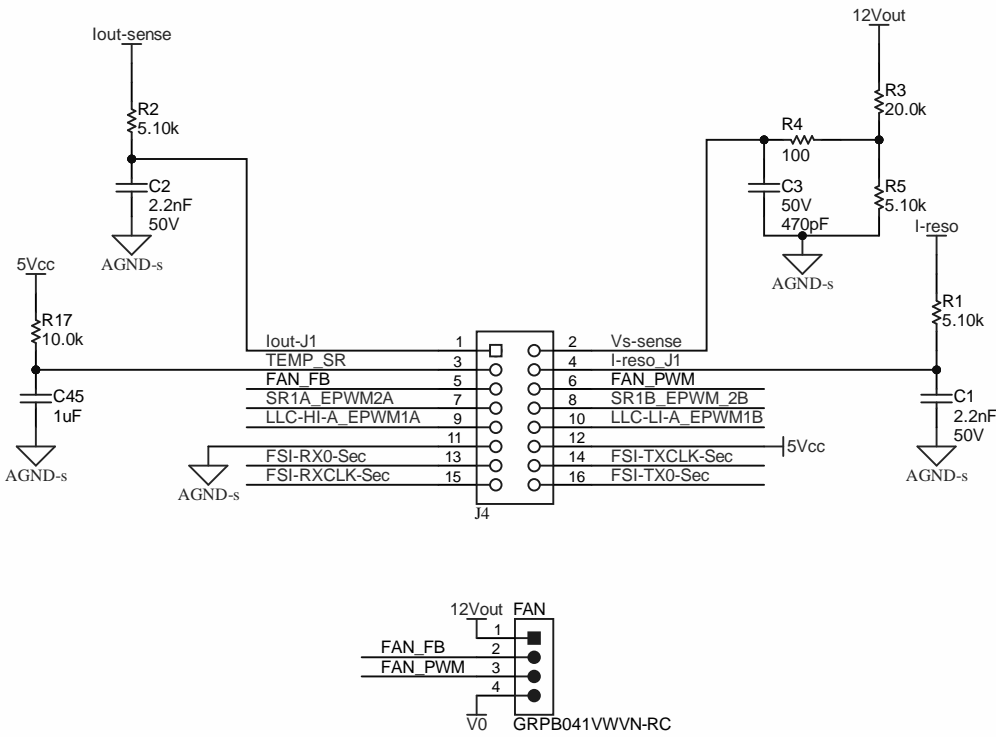 12Vout
Iout-sense
R2
5.10k
R3
20.0k
R4
100
C2
2.2nF
50V
C3
50V
470pF
R5
5.10k
AGND-s
I-reso
5Vcc
AGND-s
R17
10.0k
R1
5.10k
Iout-J1 1 2 Vs-sense
TEMP_SR 3 4 I-reso_J1
FAN_FB 5 6 FAN_PWM
SR1A_EPWM2A 7 8 SR1B_EPWM_2B
LLC-HI-A_EPWM1A 9 10 LLC-LI-A_EPWM1B
11 12 5Vcc
FSI-RX0-Sec 13 14 FSI-TXCLK-Sec
FSI-RXCLK-Sec 15 16 FSI-TX0-Sec
C45
1uF
C1
2.2nF
50V
AGND-s
AGND-s
AGND-s
J4
12Vout FAN
1
FAN_FB 2
FAN_PWM 3
4
V0 GRPB041VWVN-RC